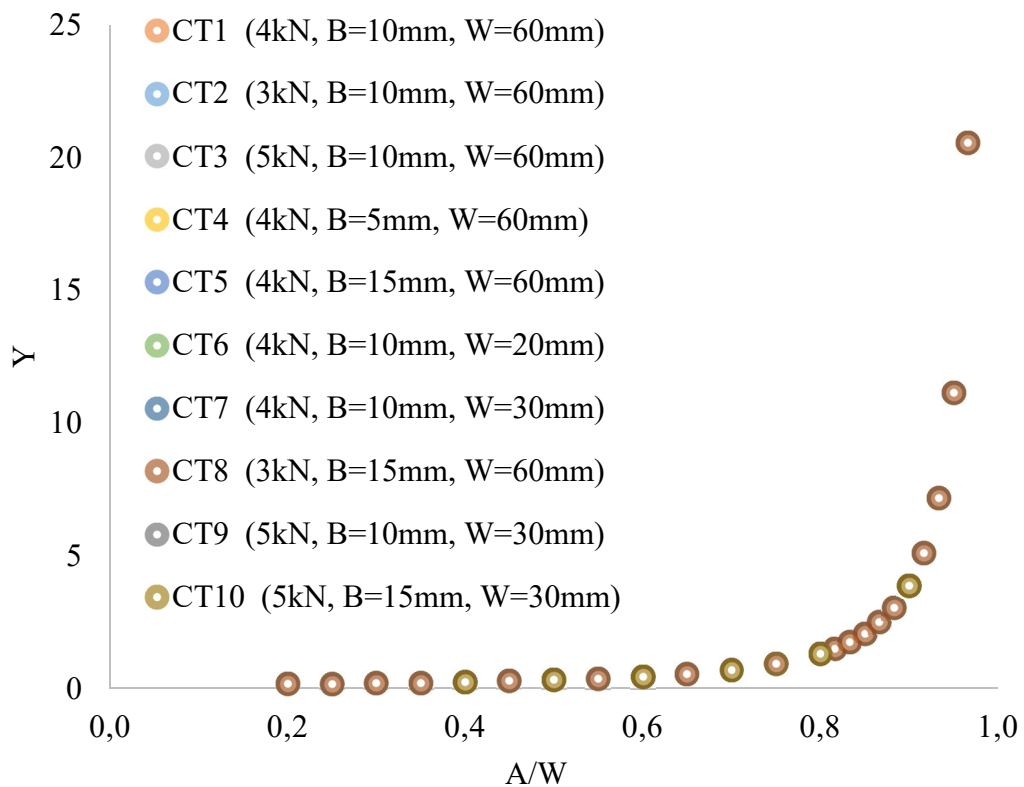 25
20
15
10
5
0
Y
CT1 (4kN, B=10mm, W=60mm)
CT2 (3kN, B=10mm, W=60mm)
CT3 (5kN, B=10mm, W=60mm)
CT4 (4kN, B=5mm, W=60mm)
CT5 (4kN, B=15mm, W=60mm)
CT6 (4kN, B=10mm, W=20mm)
CT7 (4kN, B=10mm, W=30mm)
CT8 (3kN, B=15mm, W=60mm)
CT9 (5kN, B=10mm, W=30mm)
CT10 (5kN, B=15mm, W=30mm)
0,0 0,2 0,4 0,6 0,8 1,0
A/W